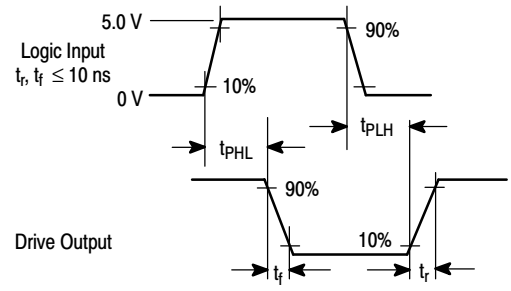 5.0 V
Logic Input
tr, tf ≤ 10 ns
0 V
90%
10%
tPHL
tPLH
90%
Drive Output
10%
tf
tr